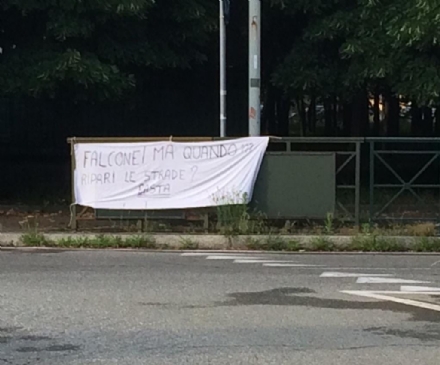 FALCONE! MA QUANDO !!?
RIPARI LE STRADE?
BASTA